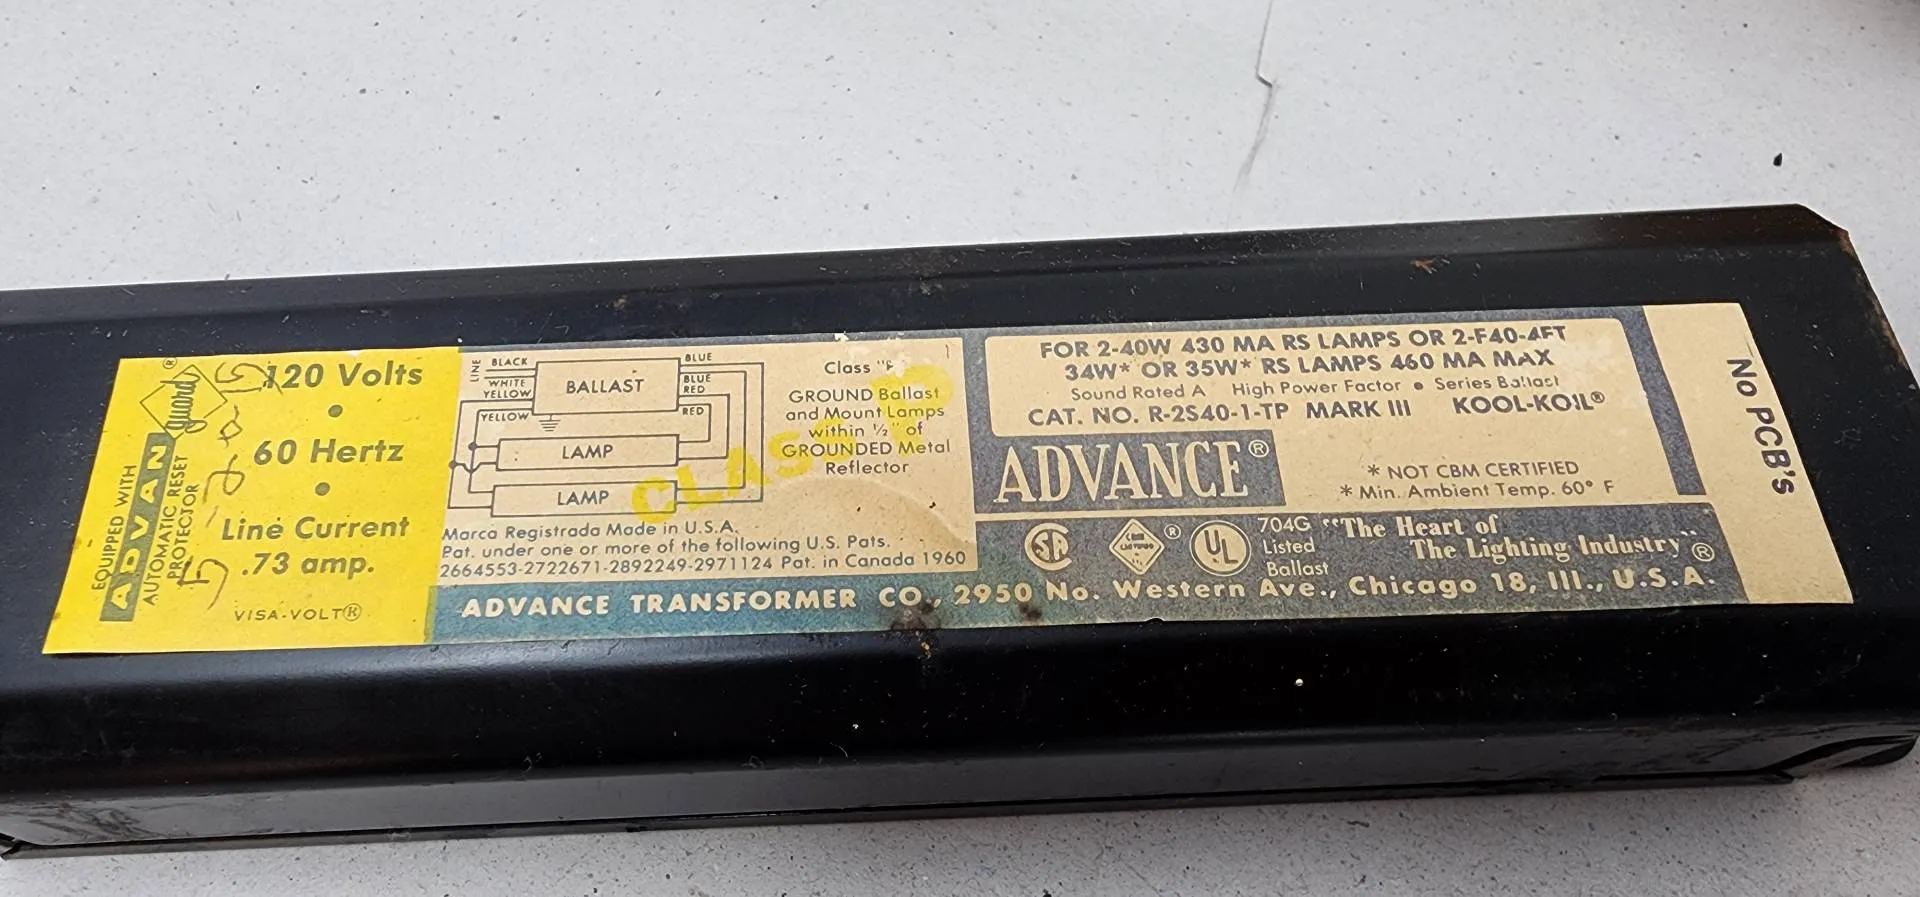 EQUIPPED WITH
ADVAN
guard®
AUTOMATIC RESET
PROTECTOR
120 Volts
60 Hertz
Line Current
.73 amp.
VISA-VOLT®
LINE
BLACK
WHITE
YELLOW
YELLOW
BALLAST
BLUE
BLUE
RED
RED
LAMP
LAMP
Class "P
GROUND Ballast
and Mount Lamps
within ½" of
GROUNDED Metal
Reflector
CLASS P
Marca Registrada Made in U.S.A.
Pat. under one or more of the following U.S. Pats.
2664553-2722671-2892249-2971124 Pat. in Canada 1960
FOR 2-40W 430 MA RS LAMPS OR 2-F40-4FT
34W* OR 35W* RS LAMPS 460 MA MAX
Sound Rated A High Power Factor • Series Ballast
CAT. NO. R-2S40-1-TP MARK III KOOL-KOIL®
ADVANCE®
* NOT CBM CERTIFIED
* Min. Ambient Temp. 60° F
SA
®
UL
704G
Listed
Ballast
"The Heart of
The Lighting Industry"®
ADVANCE TRANSFORMER CO., 2950 No. Western Ave., Chicago 18, Ill., U.S.A.
No PCB's